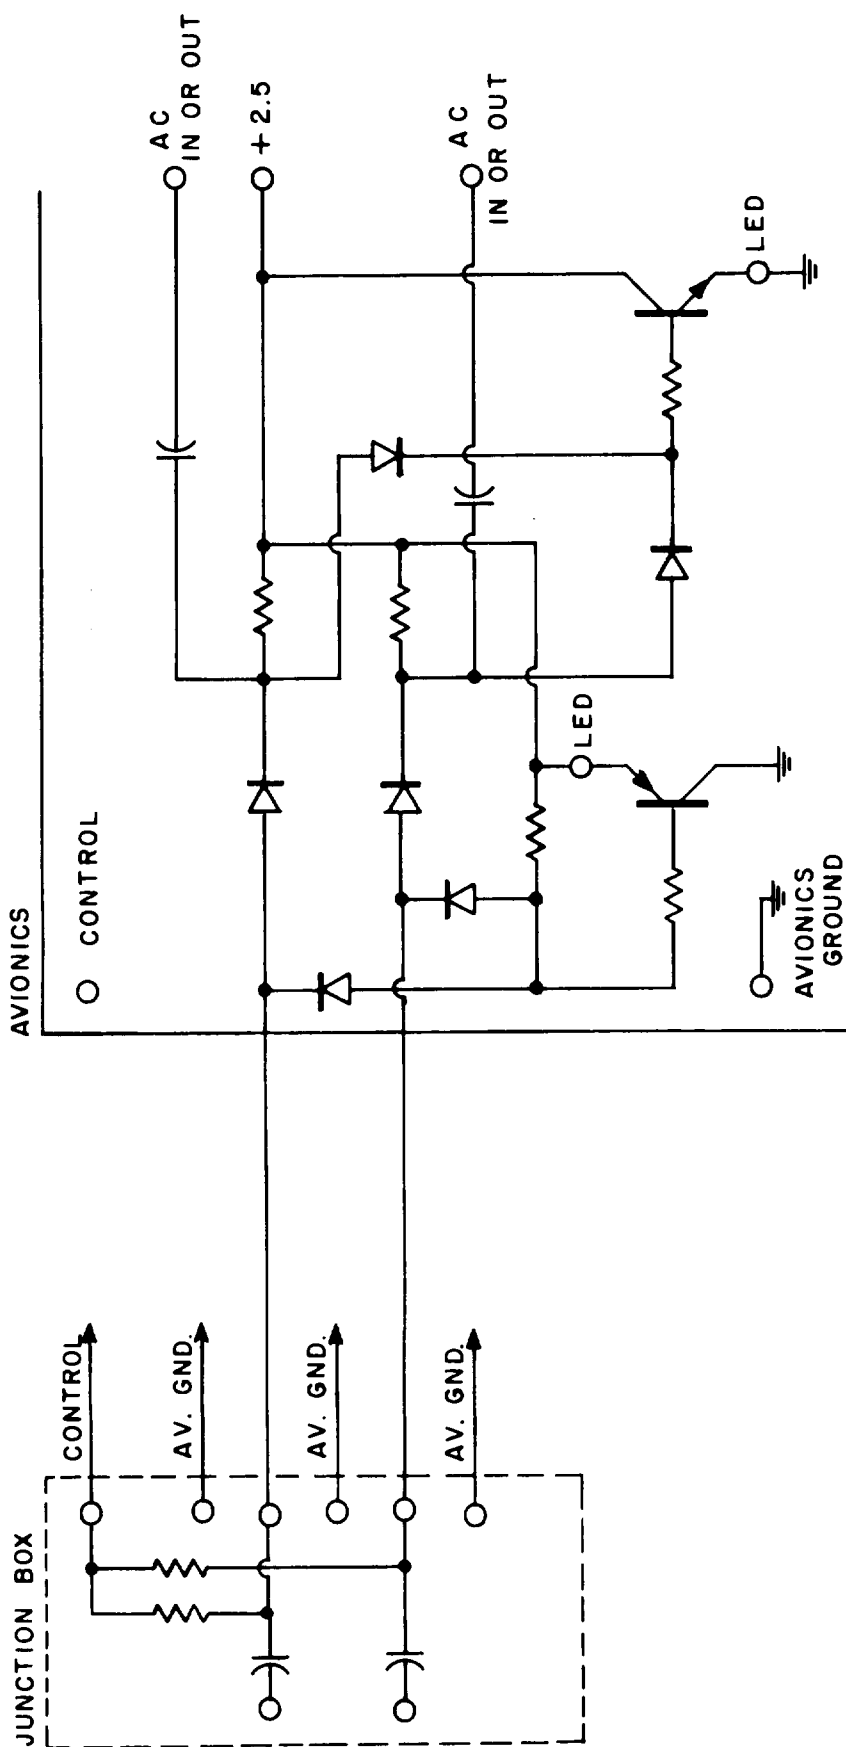 AVIONICS
CONTROL
AC
IN OR OUT
+2.5
AC
IN OR OUT
LED
LED
AVIONICS
GROUND
JUNCTION BOX
CONTROL
AV. GND.
AV. GND.
AV. GND.